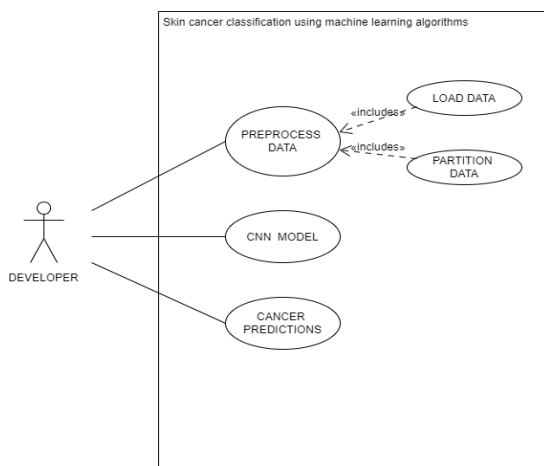 Skin cancer classification using machine learning algorithms
LOAD DATA
«includes»
PREPROCESS
DATA
«includes»
PARTITION
DATA
CNN MODEL
DEVELOPER
CANCER
PREDICTIONS